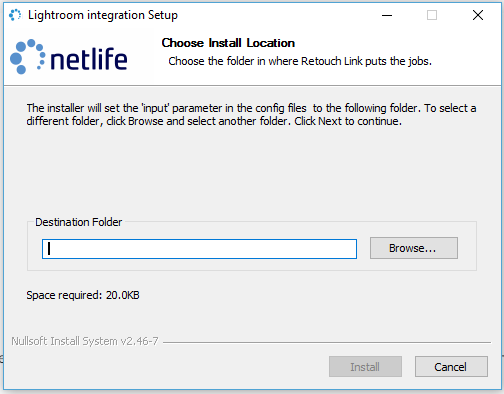 Lightroom integration Setup
netlife
Choose Install Location
Choose the folder in where Retouch Link puts the jobs.
The installer will set the 'input' parameter in the config files to the following folder. To select a
different folder, click Browse and select another folder. Click Next to continue.
Destination Folder
Browse...
Space required: 20.0KB
Nullsoft Install System v2.46-7
Install
Cancel